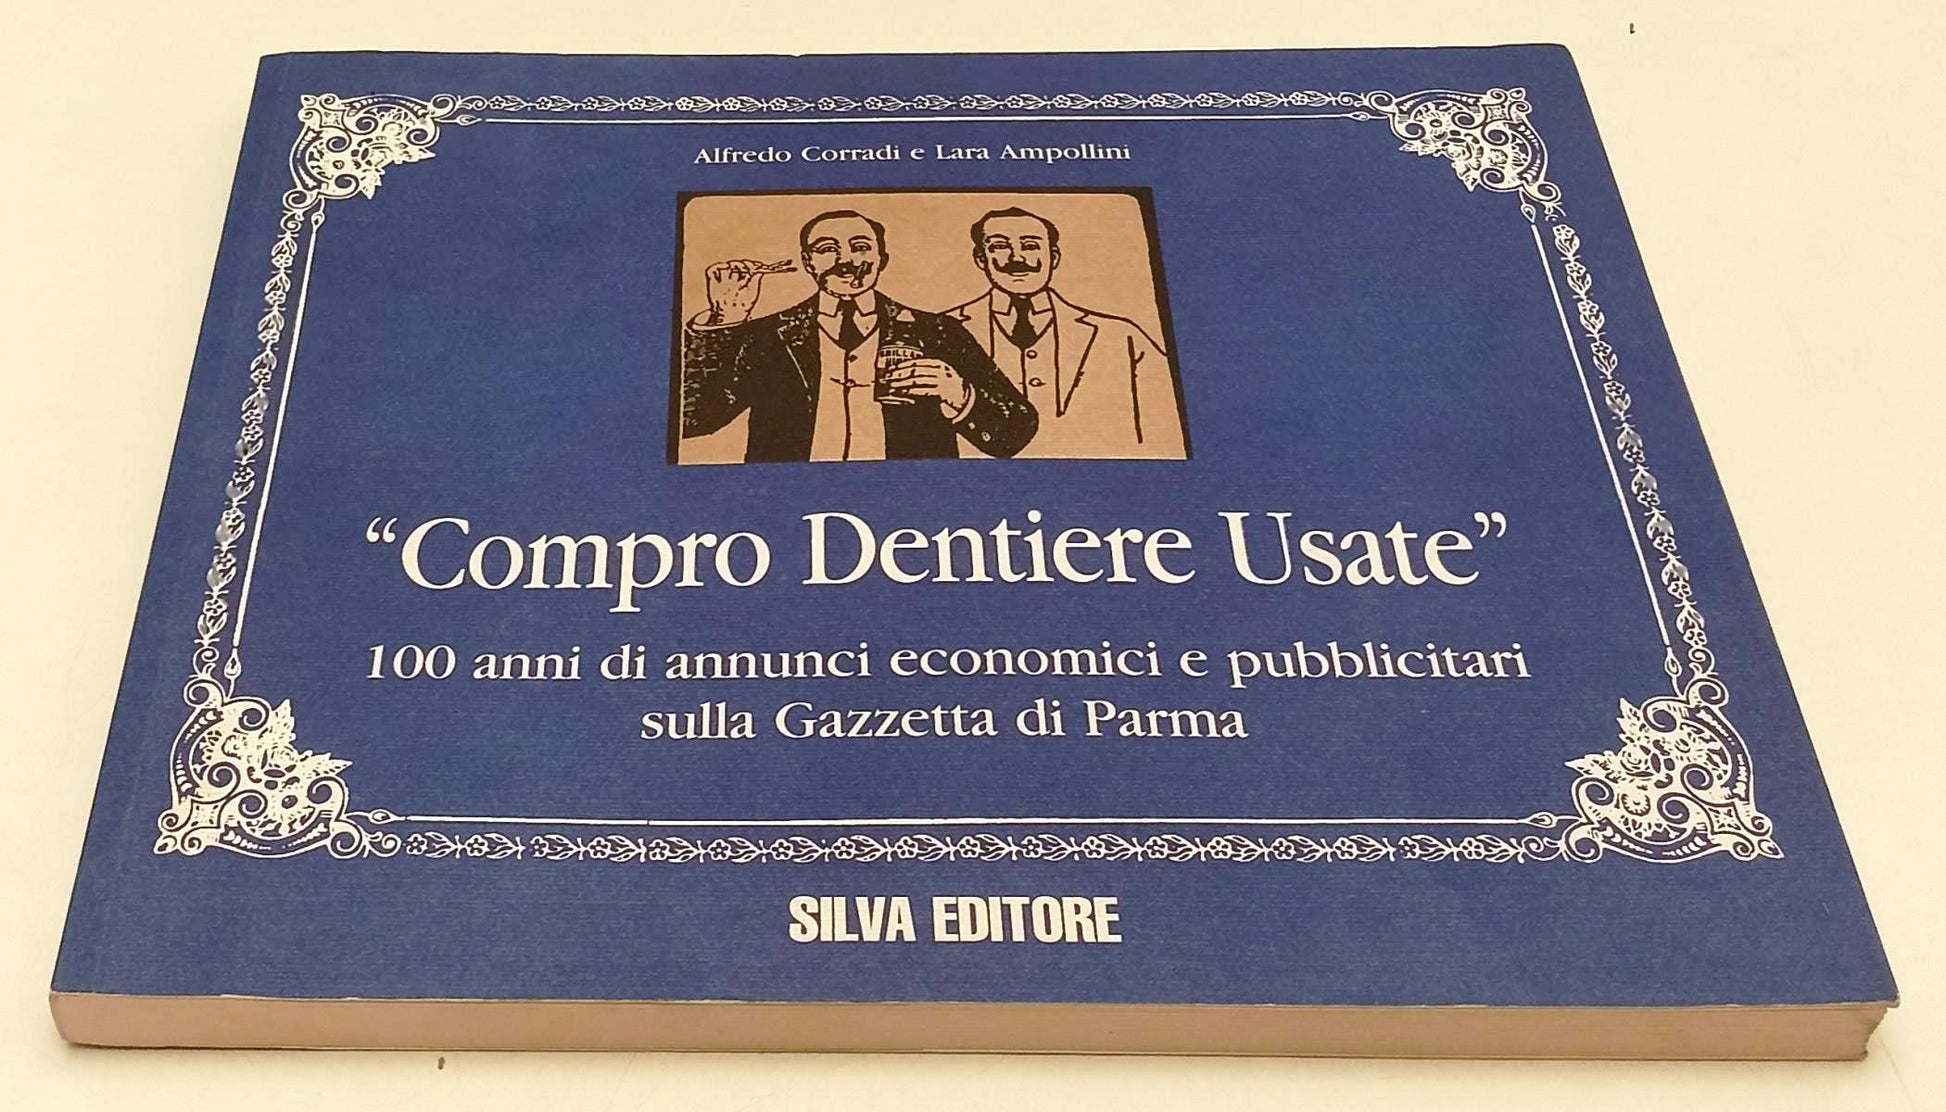 Alfredo Corradi e Lara Ampollini
“Compro Dentiere Usate”
100 anni di annunci economici e pubblicitari
sulla Gazzetta di Parma
SILVA EDITORE